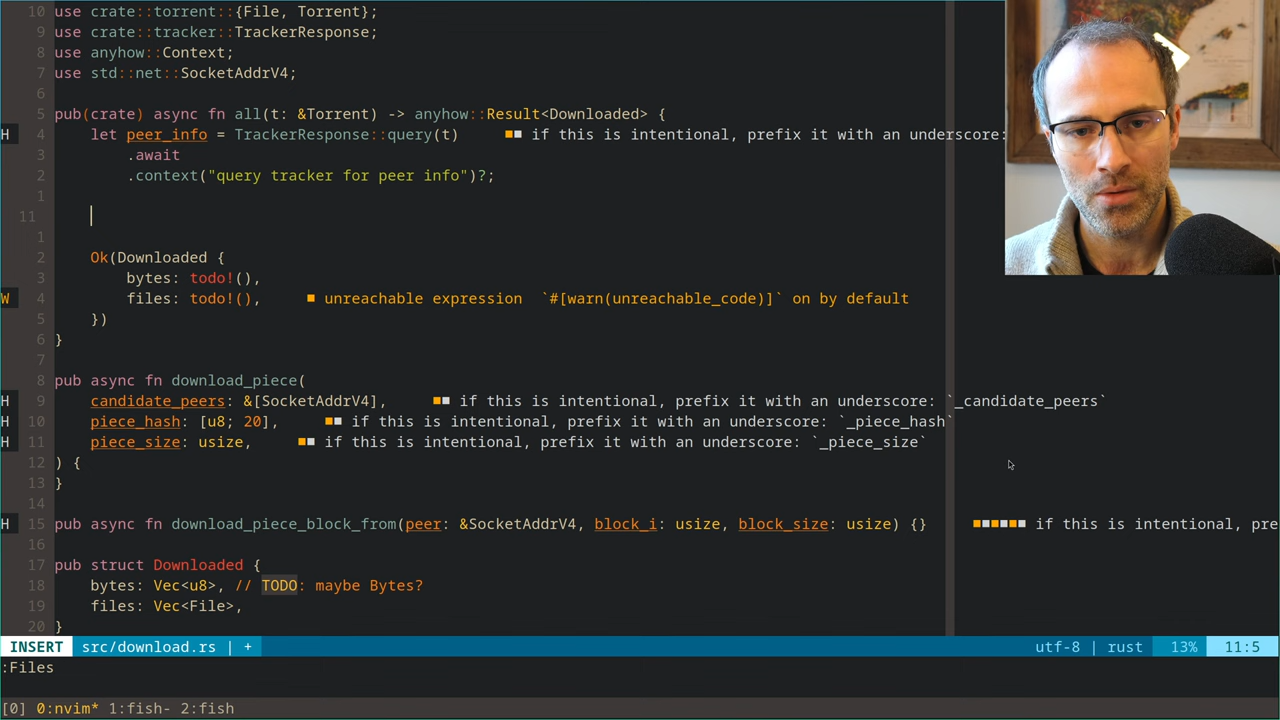 10 use crate::torrent::{File, Torrent};
9 use crate::tracker::TrackerResponse;
8 use anyhow::Context;
7 use std::net::SocketAddrV4;
6
5 pub(crate) async fn all(t: &Torrent) -> anyhow::Result<Downloaded> {
H 4 let peer_info = TrackerResponse::query(t) if this is intentional, prefix it with an underscore:
3 .await
2 .context("query tracker for peer info")?;
1
11
1
2 Ok(Downloaded {
3 bytes: todo!(),
W 4 files: todo!(), unreachable expression `#[warn(unreachable_code)]` on by default
5 })
6 }
7
8 pub async fn download_piece(
H 9 candidate_peers: &[SocketAddrV4], if this is intentional, prefix it with an underscore: `_candidate_peers`
H 10 piece_hash: [u8; 20], if this is intentional, prefix it with an underscore: `_piece_hash`
H 11 piece_size: usize, if this is intentional, prefix it with an underscore: `_piece_size`
12 ) {
13 }
14
H 15 pub async fn download_piece_block_from(peer: &SocketAddrV4, block_i: usize, block_size: usize) {} if this is intentional, pre
16
17 pub struct Downloaded {
18 bytes: Vec<u8>, // TODO: maybe Bytes?
19 files: Vec<File>,
20 }
INSERT src/download.rs | + utf-8 | rust 13% 11:5
:Files
[0] 0:nvim* 1:fish- 2:fish